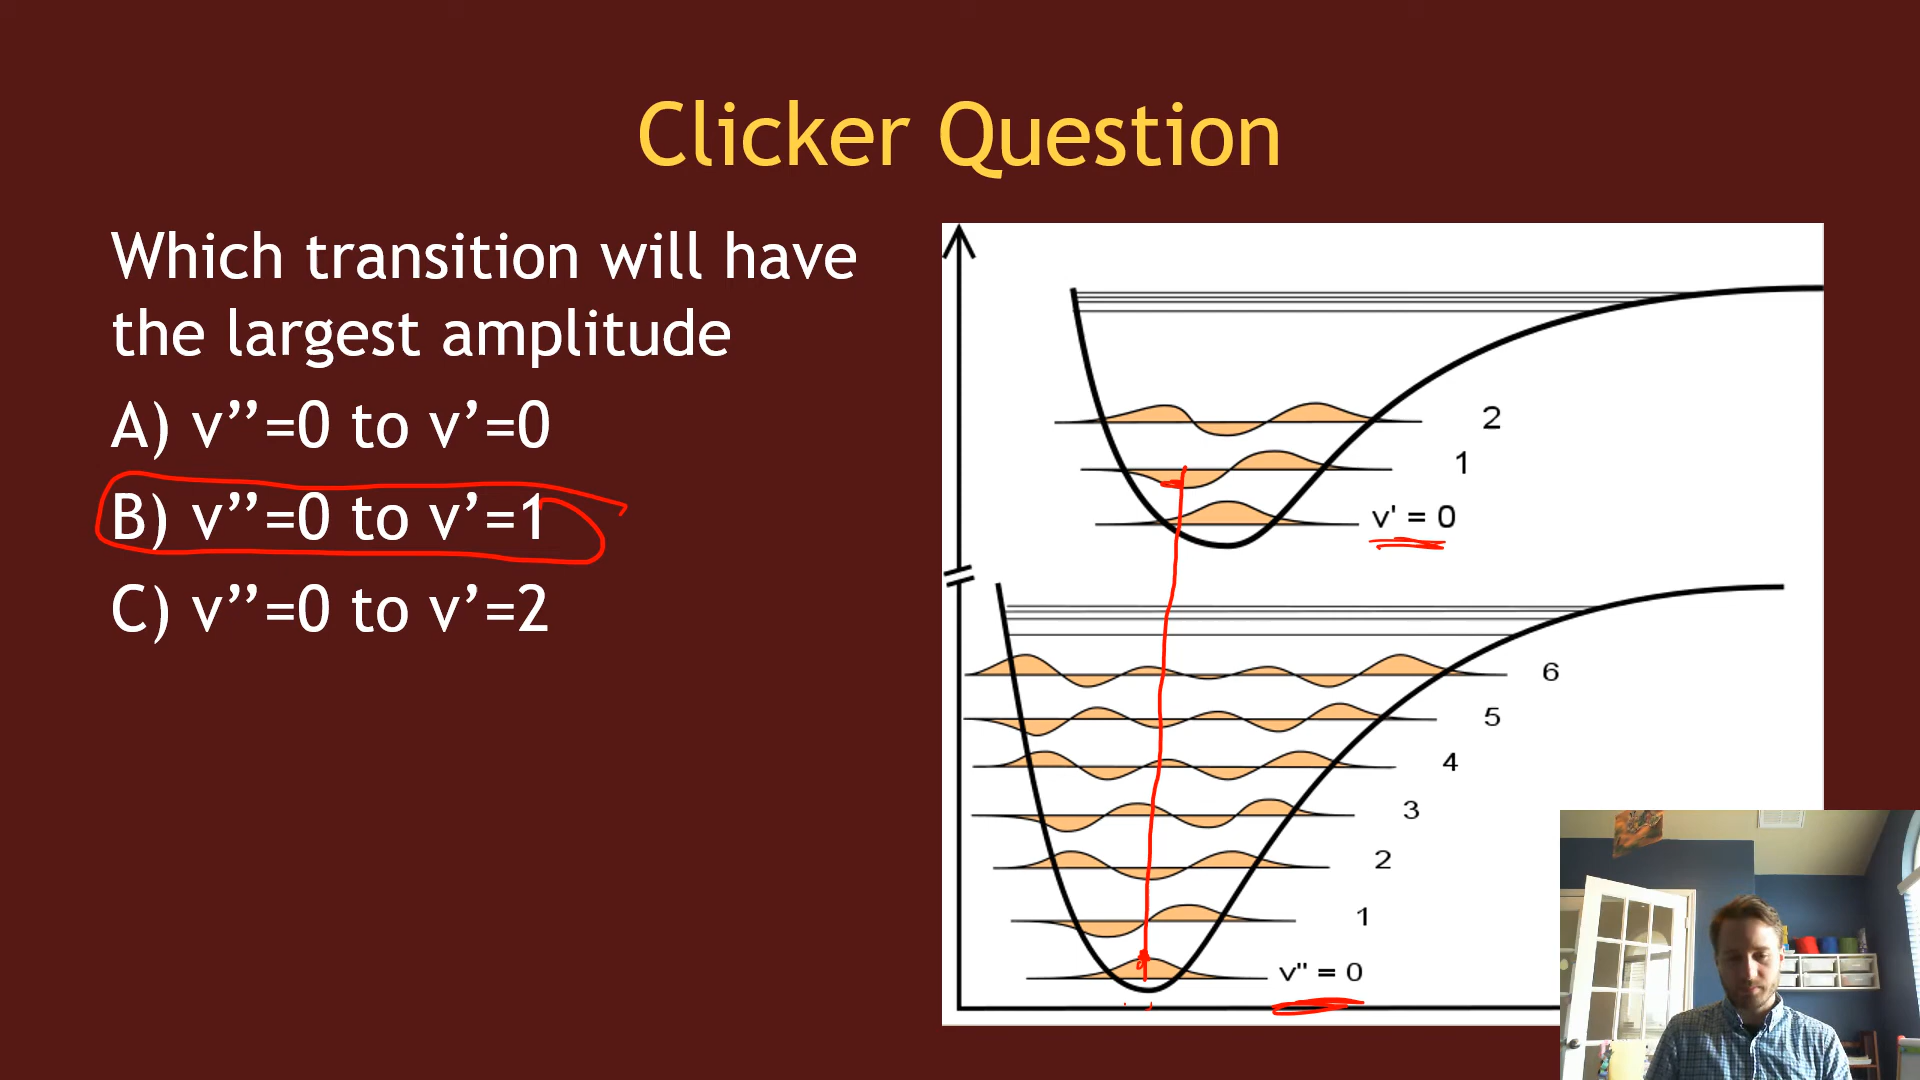 Clicker Question
Which transition will have
the largest amplitude
A) v’’=0 to v’=0
B) v’’=0 to v’=1
C) v’’=0 to v’=2
2
1
v' = 0
6
5
4
3
2
1
v" = 0